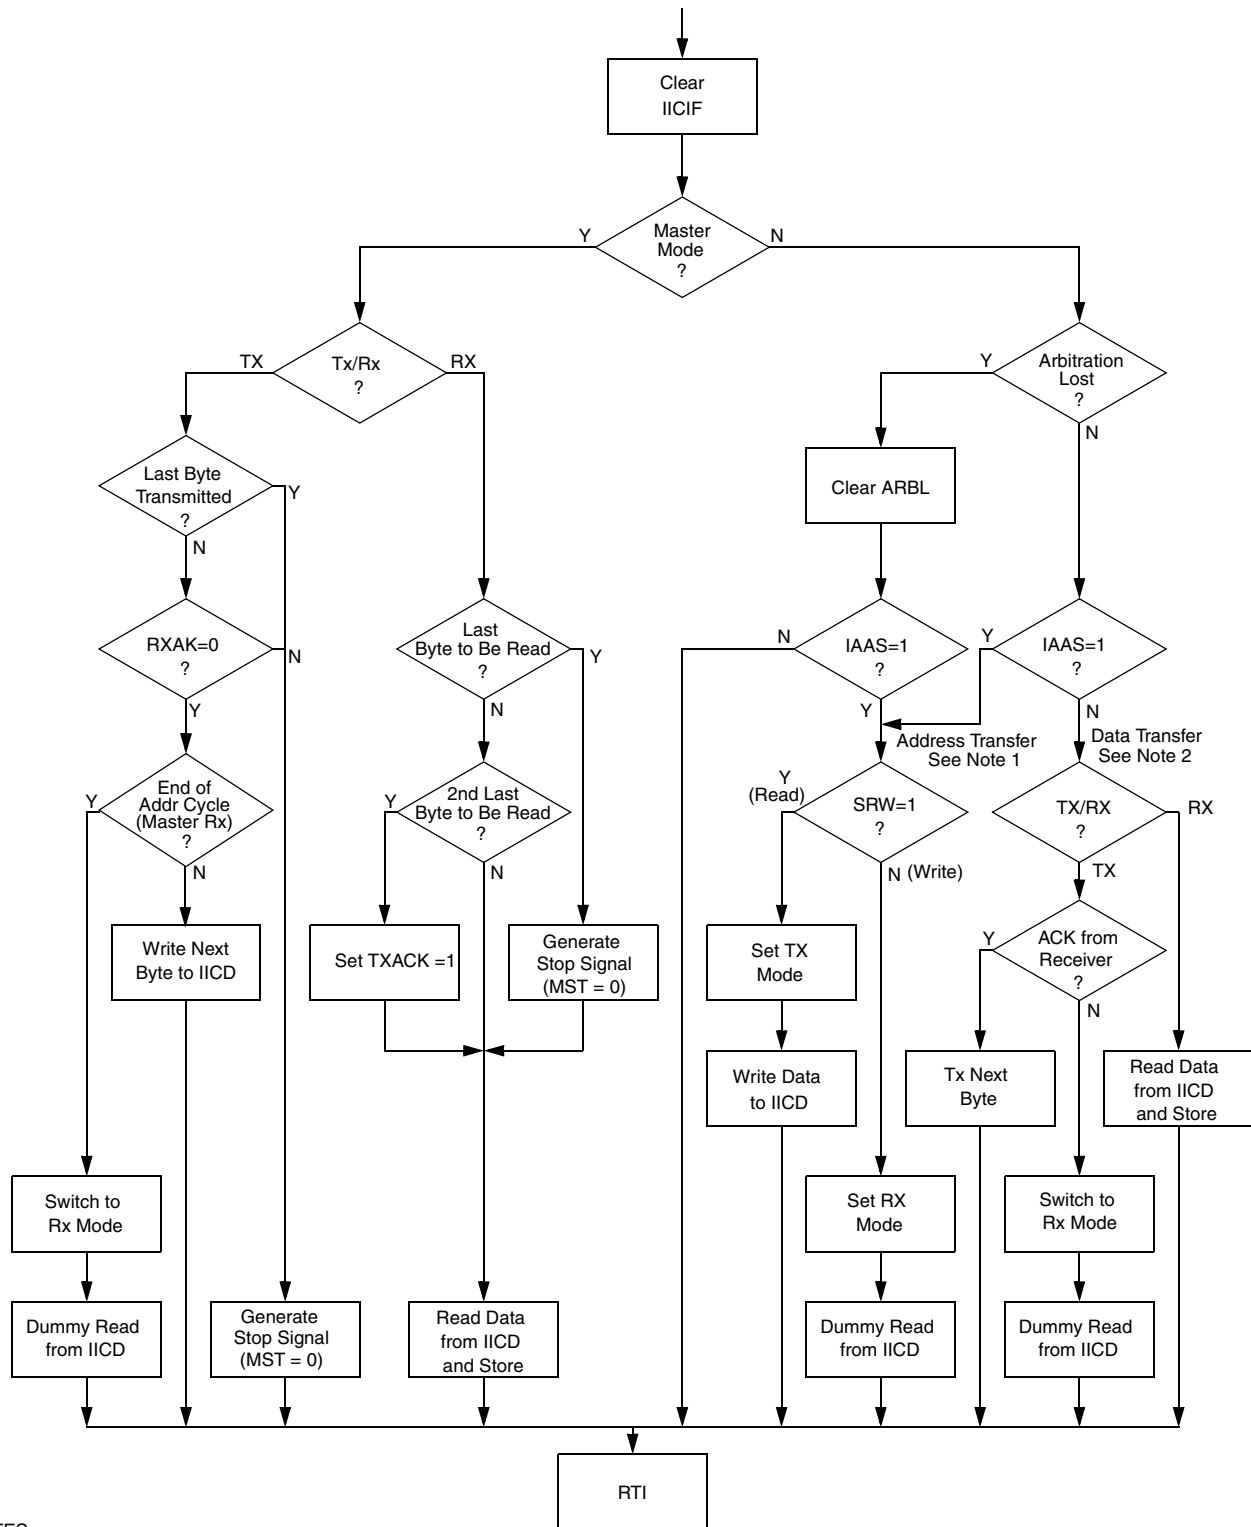 Clear
IICIF
Master
Mode
?
Y
N
Tx/Rx
?
TX
RX
Arbitration
Lost
?
Y
N
Last Byte
Transmitted
?
Y
N
Clear ARBL
RXAK=0
?
N
Y
Last
Byte to Be Read
?
Y
N
IAAS=1
?
N
Y
IAAS=1
?
Y
N
Address Transfer
See Note 1
Data Transfer
See Note 2
End of
Addr Cycle
(Master Rx)
?
Y
N
2nd Last
Byte to Be Read
?
Y
N
Y
(Read)
SRW=1
?
N (Write)
TX/RX
?
RX
TX
Write Next
Byte to IICD
Set TXACK =1
Generate
Stop Signal
(MST = 0)
Set TX
Mode
ACK from
Receiver
?
Y
N
Write Data
to IICD
Tx Next
Byte
Read Data
from IICD
and Store
Switch to
Rx Mode
Set RX
Mode
Switch to
Rx Mode
Dummy Read
from IICD
Generate
Stop Signal
(MST = 0)
Read Data
from IICD
and Store
Dummy Read
from IICD
Dummy Read
from IICD
RTI